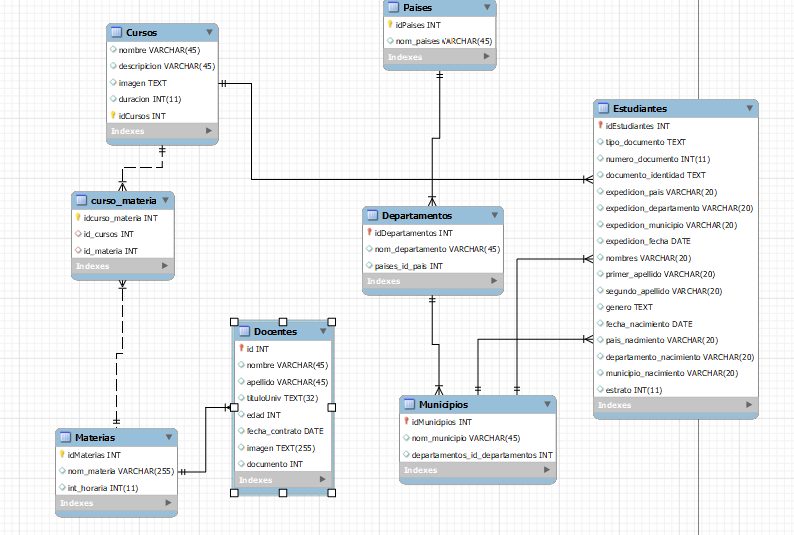 Cursos
nombre VARCHAR(45)
descripicion VARCHAR(45)
imagen TEXT
duracion INT(11)
idCursos INT
Indexes
Paises
idPaises INT
nom_paises VARCHAR(45)
Indexes
Estudiantes
idEstudiantes INT
tipo_documento TEXT
numero_documento INT(11)
documento_identidad TEXT
expedicion_pais VARCHAR(20)
expedicion_departamento VARCHAR(20)
expedicion_municipio VARCHAR(20)
expedicion_fecha DATE
nombres VARCHAR(20)
primer_apellido VARCHAR(20)
segundo_apellido VARCHAR(20)
genero TEXT
fecha_nacimiento DATE
pais_nacimiento VARCHAR(20)
departamento_nacimiento VARCHAR(20)
municipio_nacimiento VARCHAR(20)
estrato INT(11)
Indexes
curso_materia
idcurso_materia INT
id_cursos INT
id_materia INT
Indexes
Departamentos
idDepartamentos INT
nom_departamento VARCHAR(45)
paises_id_pais INT
Indexes
Docentes
id INT
nombre VARCHAR(45)
apellido VARCHAR(45)
tituloUniv TEXT(32)
edad INT
fecha_contrato DATE
imagen TEXT(255)
documento INT
Indexes
Municipios
idMunicipios INT
nom_municipio VARCHAR(45)
departamentos_id_departamentos INT
Indexes
Materias
idMaterias INT
nom_materia VARCHAR(255)
int_horaria INT(11)
Indexes